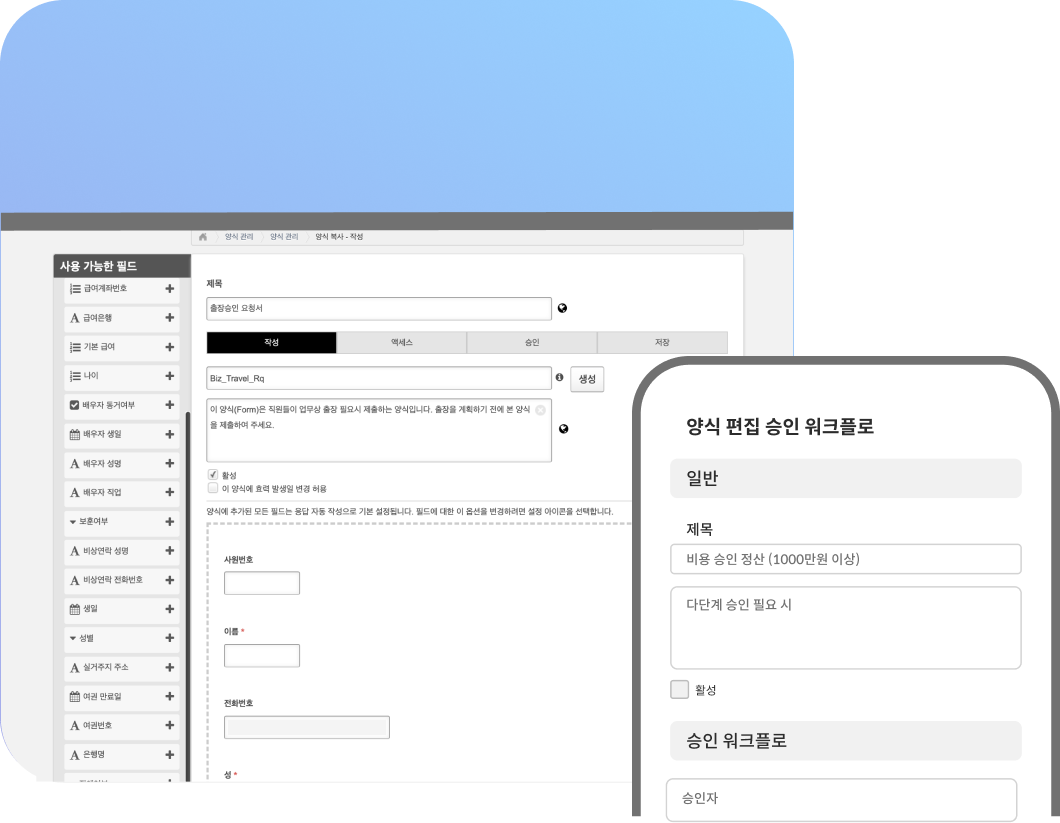 양식 관리
양식 관리
양식 복사 - 작성
사용 가능한 필드
급여계좌번호
급여은행
기본 급여
나이
배우자 동거여부
배우자 생일
배우자 성명
배우자 직업
보훈여부
비상연락 성명
비상연락 전화번호
생일
성별
실거주지 주소
여권 만료일
여권번호
은행명
제목
출장승인 요청서
작성
액세스
승인
저장
Biz_Travel_Rq
생성
이 양식(Form)은 직원들이 업무상 출장 필요시 제출하는 양식입니다. 출장을 계획하기 전에 본 양식
을 제출하여 주세요.
활성
이 양식에 효력 발생일 변경 허용
양식에 추가된 모든 필드는 응답 자동 작성으로 기본 설정됩니다. 필드에 대한 이 옵션을 변경하려면 설정 아이콘을 선택합니다.
사원번호
이름 *
전화번호
성 *
양식 편집 승인 워크플로
일반
제목
비용 승인 정산 (1000만원 이상)
다단계 승인 필요 시
활성
승인 워크플로
승인자